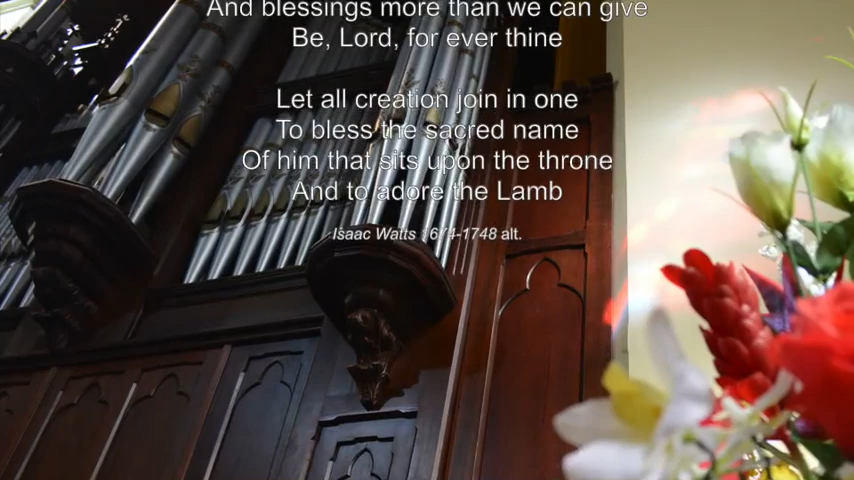 And blessings more than we can give
Be, Lord, for ever thine
Let all creation join in one
To bless the sacred name
Of him that sits upon the throne
And to adore the Lamb
Isaac Watts 1674-1748 alt.